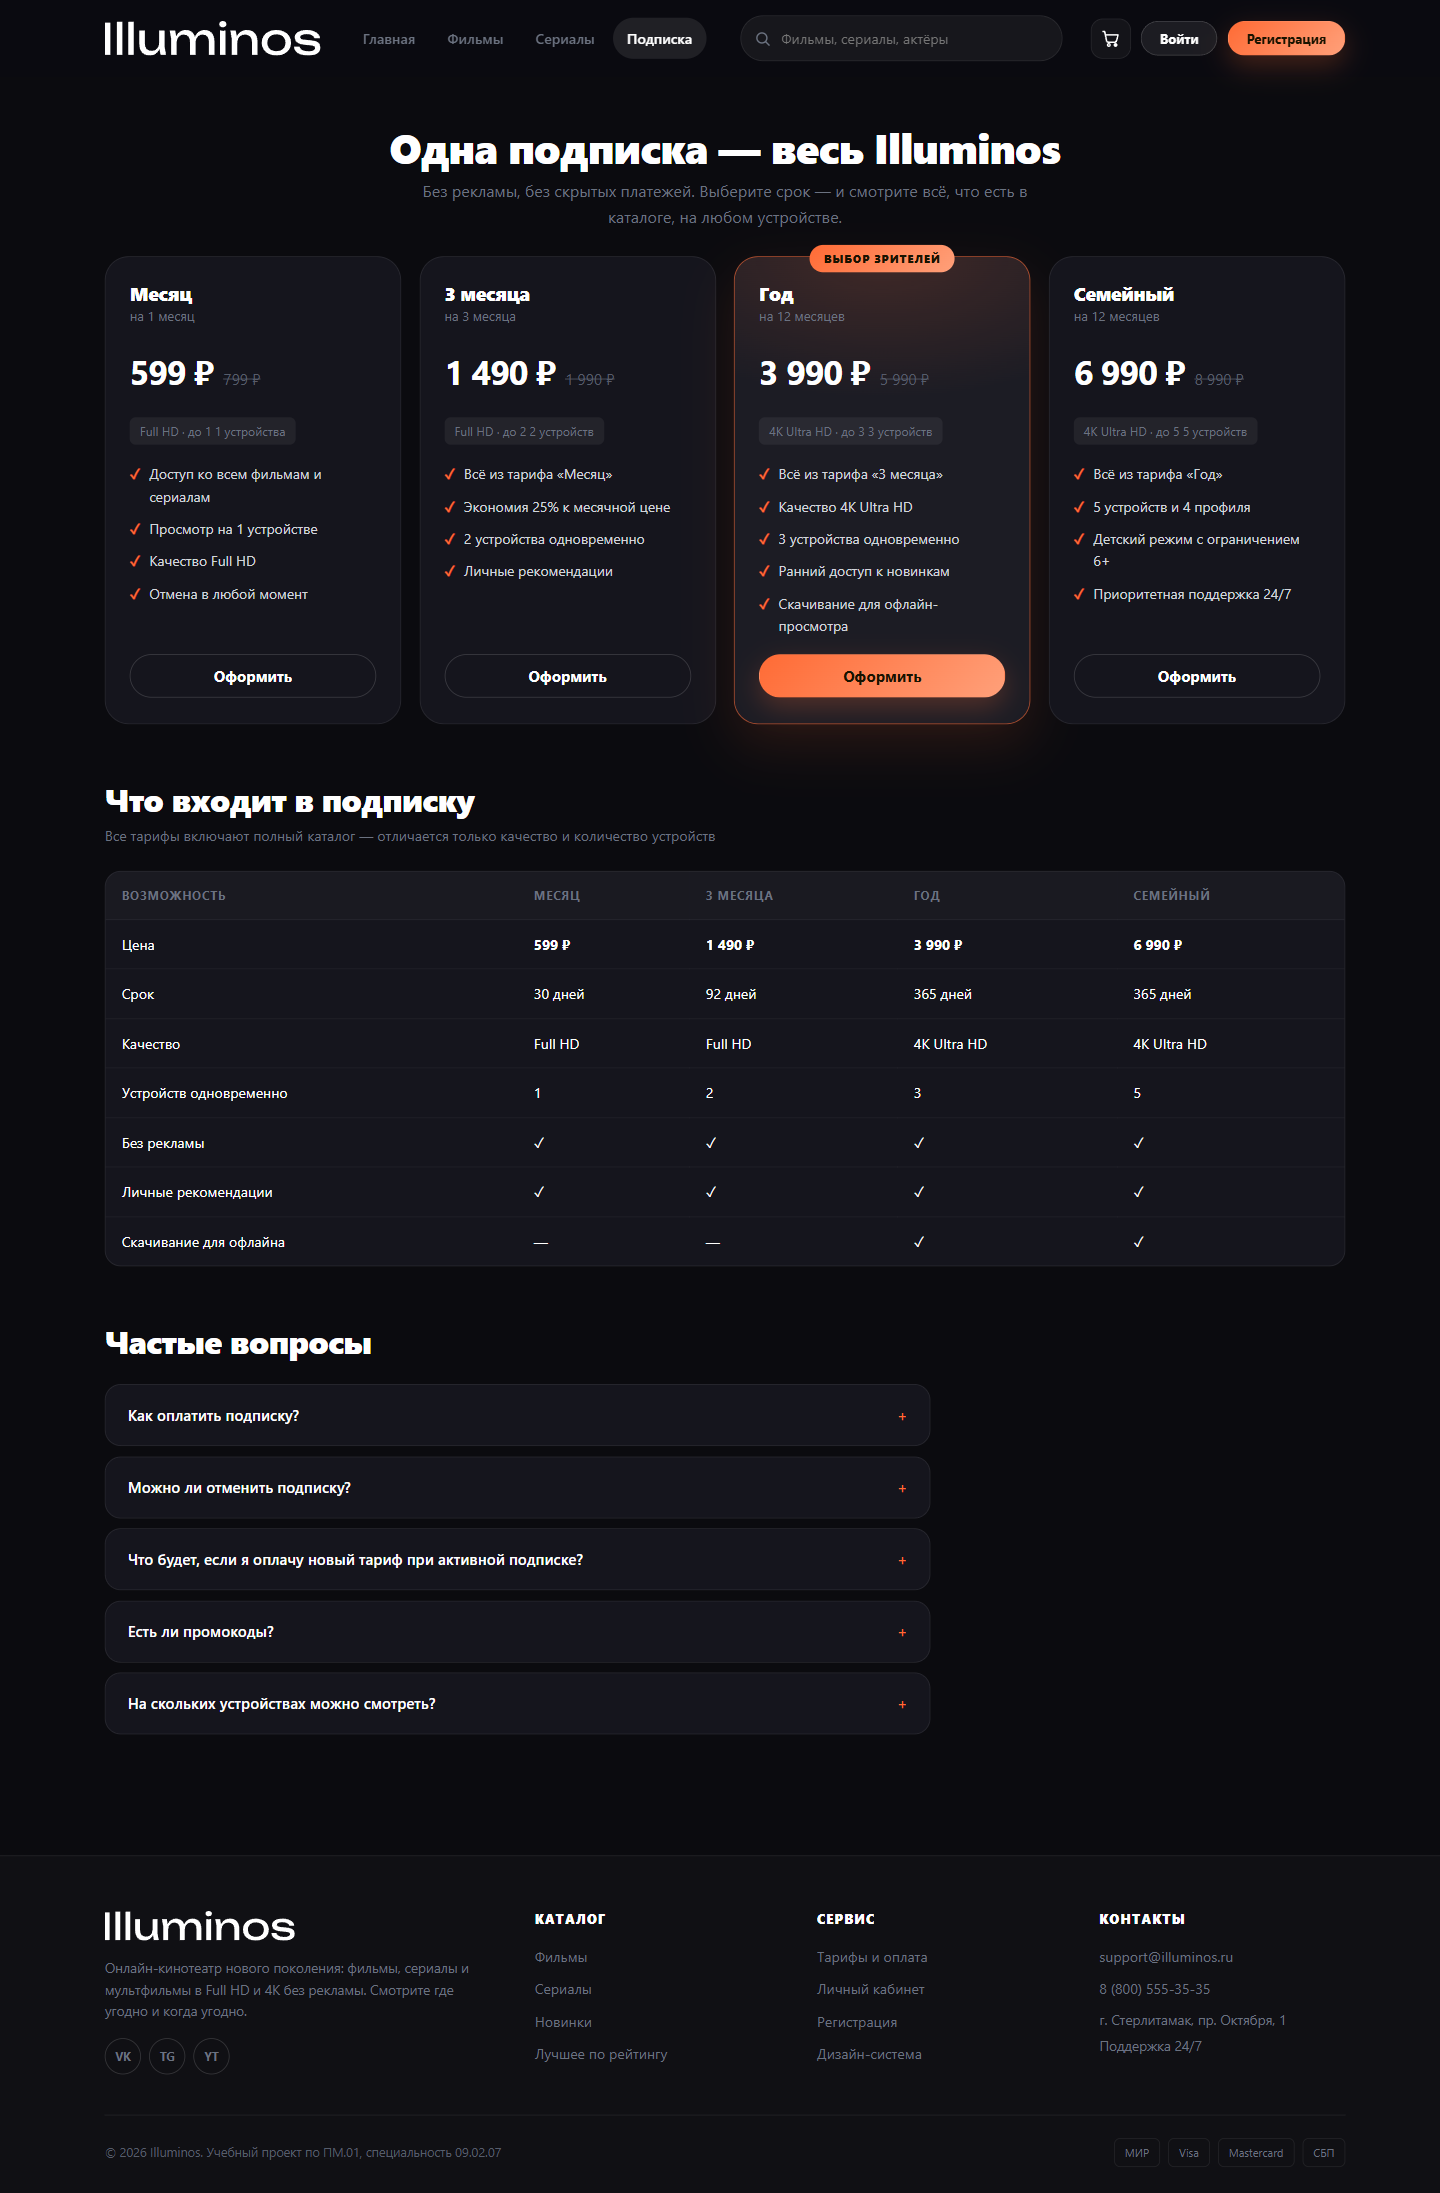 Illuminos
Главная Фильмы Сериалы Подписка
Фильмы, сериалы, актёры
Войти Регистрация
Одна подписка — весь Illuminos
Без рекламы, без скрытых платежей. Выберите срок — и смотрите всё, что есть в
каталоге, на любом устройстве.
Месяц
на 1 месяц
599 ₽ 799 ₽
Full HD · до 1 1 устройства
✓ Доступ ко всем фильмам и
сериалам
✓ Просмотр на 1 устройстве
✓ Качество Full HD
✓ Отмена в любой момент
Оформить
3 месяца
на 3 месяца
1 490 ₽ 1 990 ₽
Full HD · до 2 2 устройств
✓ Всё из тарифа «Месяц»
✓ Экономия 25% к месячной цене
✓ 2 устройства одновременно
✓ Личные рекомендации
Оформить
ВЫБОР ЗРИТЕЛЕЙ
Год
на 12 месяцев
3 990 ₽ 5 990 ₽
4K Ultra HD · до 3 3 устройств
✓ Всё из тарифа «3 месяца»
✓ Качество 4K Ultra HD
✓ 3 устройства одновременно
✓ Ранний доступ к новинкам
✓ Скачивание для офлайн-
просмотра
Оформить
Семейный
на 12 месяцев
6 990 ₽ 8 990 ₽
4K Ultra HD · до 5 5 устройств
✓ Всё из тарифа «Год»
✓ 5 устройств и 4 профиля
✓ Детский режим с ограничением
6+
✓ Приоритетная поддержка 24/7
Оформить
Что входит в подписку
Все тарифы включают полный каталог — отличается только качество и количество устройств
ВОЗМОЖНОСТЬ МЕСЯЦ 3 МЕСЯЦА ГОД СЕМЕЙНЫЙ
Цена 599 ₽ 1 490 ₽ 3 990 ₽ 6 990 ₽
Срок 30 дней 92 дней 365 дней 365 дней
Качество Full HD Full HD 4K Ultra HD 4K Ultra HD
Устройств одновременно 1 2 3 5
Без рекламы ✓ ✓ ✓ ✓
Личные рекомендации ✓ ✓ ✓ ✓
Скачивание для офлайна — — ✓ ✓
Частые вопросы
Как оплатить подписку? +
Можно ли отменить подписку? +
Что будет, если я оплачу новый тариф при активной подписке? +
Есть ли промокоды? +
На скольких устройствах можно смотреть? +
Illuminos
Онлайн-кинотеатр нового поколения: фильмы, сериалы и
мультфильмы в Full HD и 4K без рекламы. Смотрите где
угодно и когда угодно.
VK TG YT
КАТАЛОГ
Фильмы
Сериалы
Новинки
Лучшее по рейтингу
СЕРВИС
Тарифы и оплата
Личный кабинет
Регистрация
Дизайн-система
КОНТАКТЫ
support@illuminos.ru
8 (800) 555-35-35
г. Стерлитамак, пр. Октября, 1
Поддержка 24/7
© 2026 Illuminos. Учебный проект по ПМ.01, специальность 09.02.07
МИР Visa Mastercard СБП